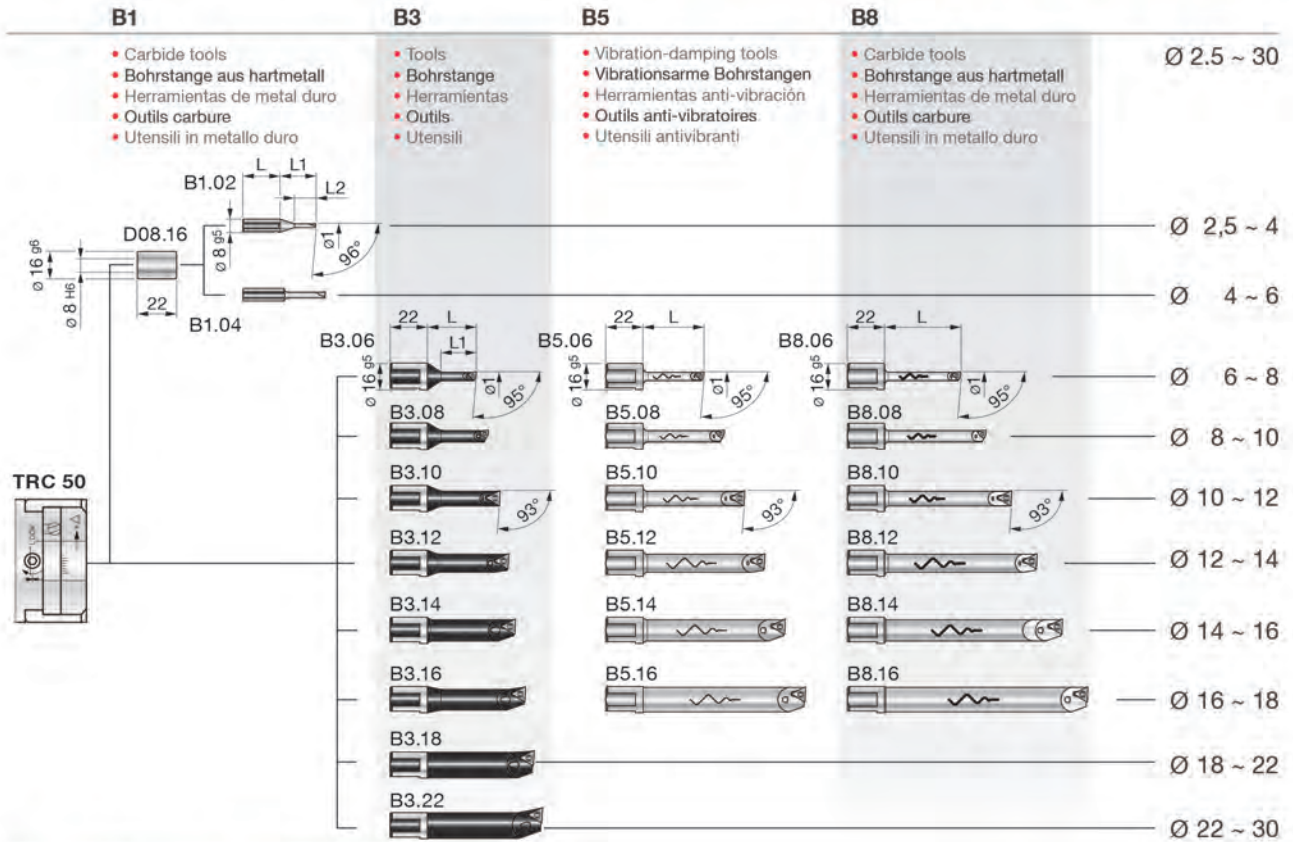 B1
B3
B5
B8
• Carbide tools
• Bohrstange aus hartmetall
• Herramientas de metal duro
• Outils carbure
• Utensili in metallo duro
• Tools
• Bohrstange
• Herramientas
• Outils
• Utensili
• Vibration-damping tools
• Vibrationsarme Bohrstangen
• Herramientas anti-vibración
• Outils anti-vibratoires
• Utensili antivibranti
• Carbide tools
• Bohrstange aus hartmetall
• Herramientas de metal duro
• Outils carbure
• Utensili in metallo duro
Ø 2.5 ~ 30
L L1
B1.02
L2
Ø 8 g5
Ø1
96°
Ø 2,5 ~ 4
D08.16
Ø 16 g6
Ø 8 H6
22
B1.04
Ø 4 ~ 6
22 L
L1
B3.06
Ø 16 g5
Ø1
95°
22 L
B5.06
Ø 16 g5
Ø1
95°
22 L
B8.06
Ø 16 g5
Ø1
95°
Ø 6 ~ 8
B3.08
B5.08
B8.08
Ø 8 ~ 10
B3.10
93°
B5.10
93°
B8.10
93°
Ø 10 ~ 12
TRC 50
LOCK
B3.12
B5.12
B8.12
Ø 12 ~ 14
B3.14
B5.14
B8.14
Ø 14 ~ 16
B3.16
B5.16
B8.16
Ø 16 ~ 18
B3.18
Ø 18 ~ 22
B3.22
Ø 22 ~ 30